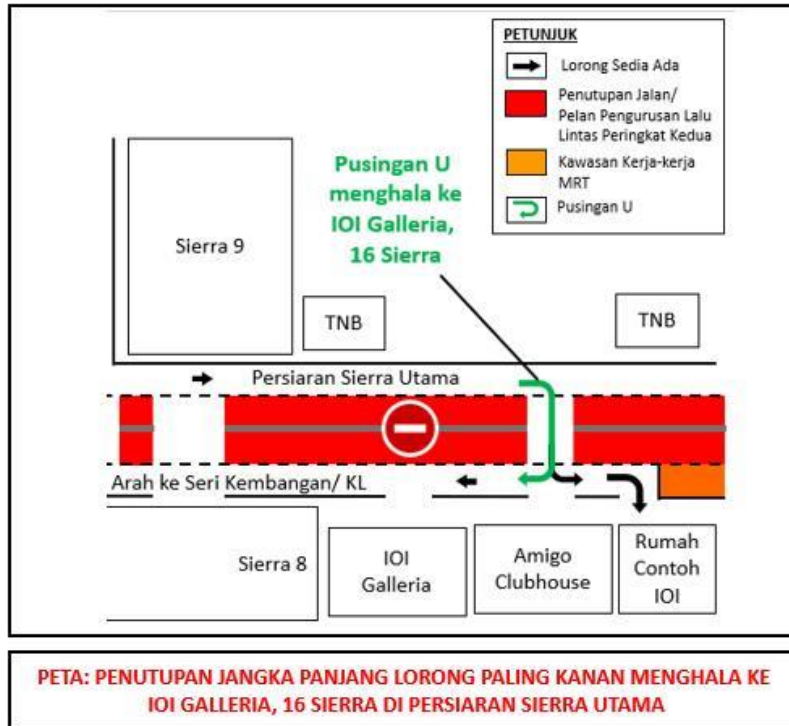 PETUNJUK
Lorong Sedia Ada
Penutupan Jalan/
Pelan Pengurusan Lalu
Lintas Peringkat Kedua
Kawasan Kerja-kerja
MRT
Pusingan U
Pusingan U
menghala ke
IOI Galleria,
16 Sierra
Sierra 9
TNB
TNB
Persiaran Sierra Utama
Arah ke Seri Kembangan/ KL
Sierra 8
IOI
Galleria
Amigo
Clubhouse
Rumah
Contoh
IOI
PETA: PENUTUPAN JANGKA PANJANG LORONG PALING KANAN MENGHALA KE
IOI GALLERIA, 16 SIERRA DI PERSIARAN SIERRA UTAMA